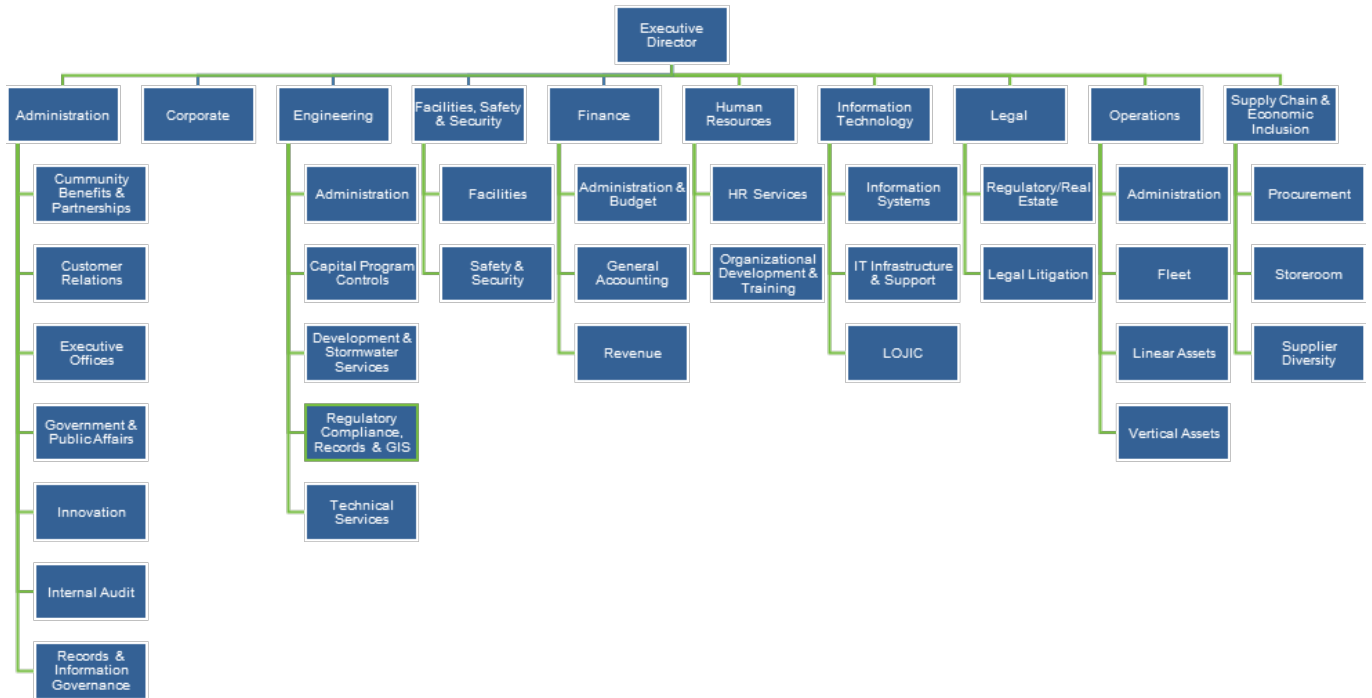 Executive
Director
Administration
Corporate
Engineering
Facilities, Safety
& Security
Finance
Human
Resources
Information
Technology
Legal
Operations
Supply Chain &
Economic
Inclusion
Cummunity
Benefits &
Partnerships
Customer
Relations
Executive
Offices
Government &
Public Affairs
Innovation
Internal Audit
Records &
Information
Governance
Administration
Capital Program
Controls
Development &
Stormwater
Services
Regulatory
Compliance,
Records & GIS
Technical
Services
Facilities
Safety &
Security
Administration &
Budget
General
Accounting
Revenue
HR Services
Organizational
Development &
Training
Information
Systems
IT Infrastructure
& Support
LOJIC
Regulatory/Real
Estate
Legal Litigation
Administration
Fleet
Linear Assets
Vertical Assets
Procurement
Storeroom
Supplier
Diversity